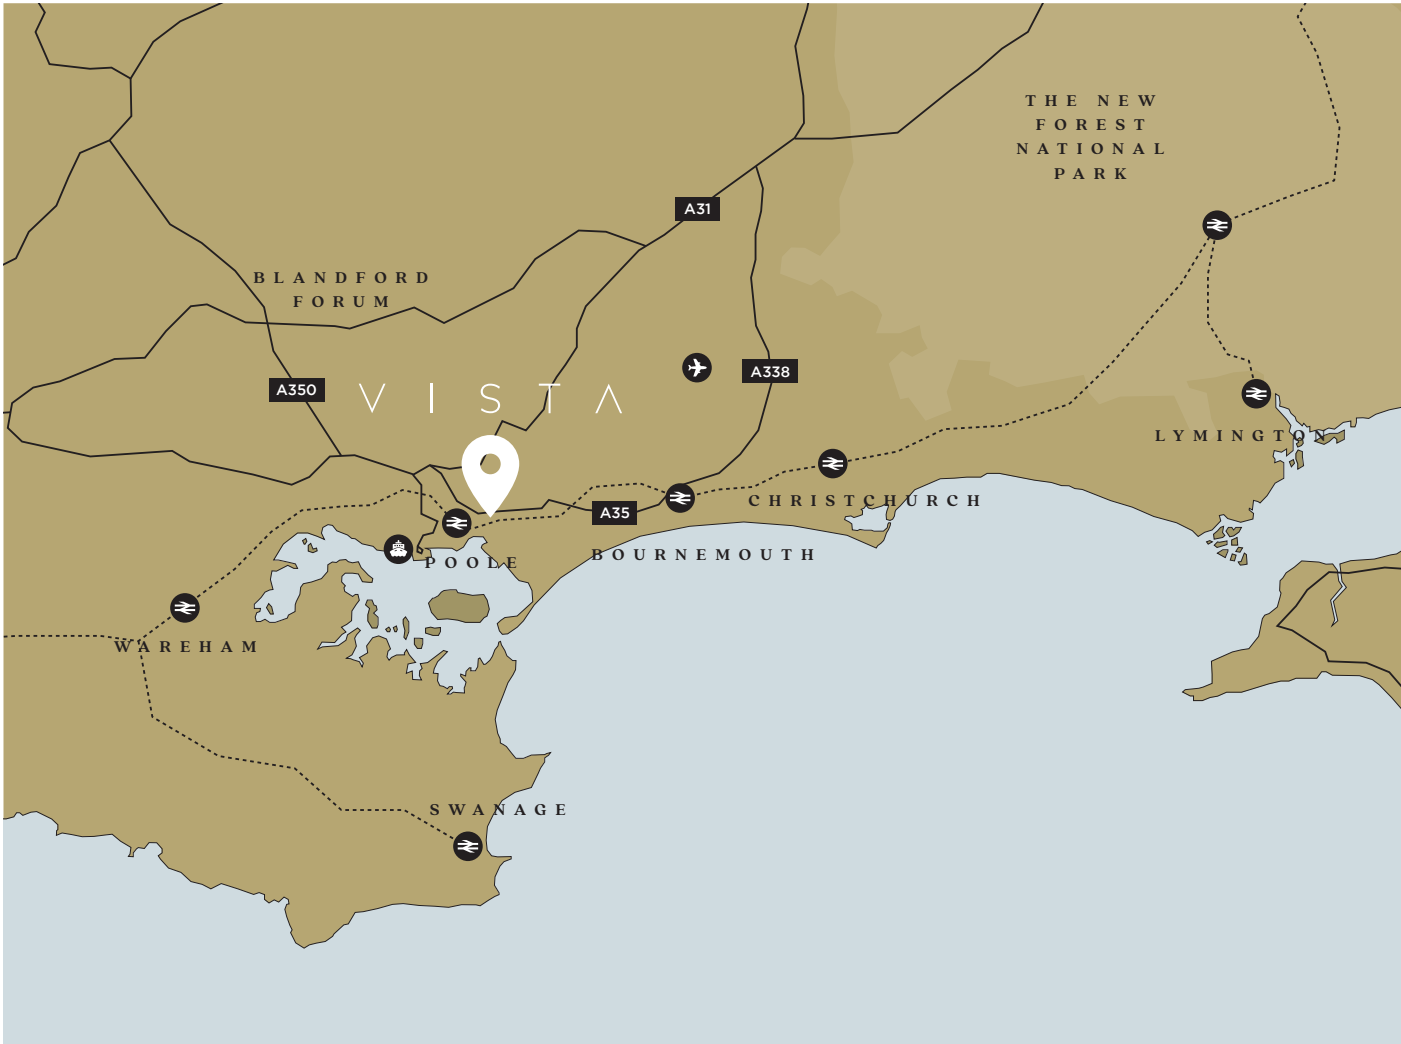 THE NEW
FOREST
NATIONAL
PARK
A31
BLANDFORD
FORUM
A350
VISTA
A338
LYMINGTON
CHRISTCHURCH
A35
BOURNEMOUTH
POOLE
WAREHAM
SWANAGE